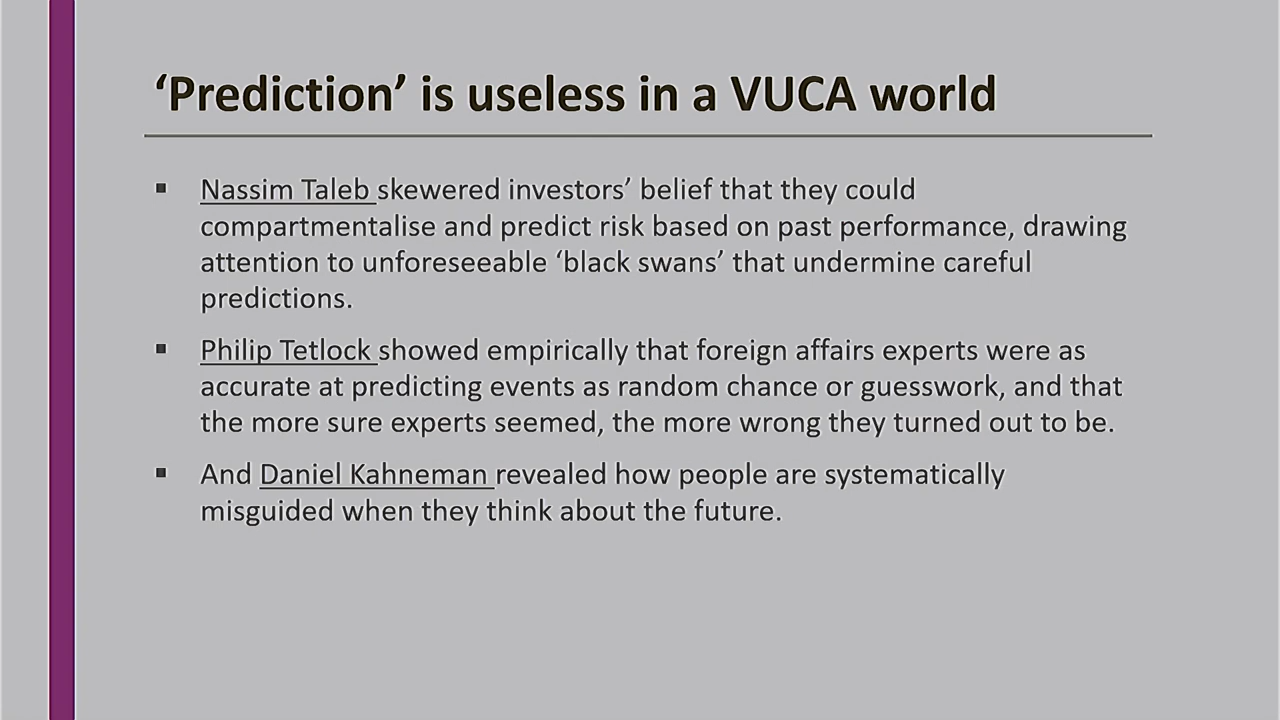 ‘Prediction’ is useless in a VUCA world
▪ Nassim Taleb skewered investors’ belief that they could
compartmentalise and predict risk based on past performance, drawing
attention to unforeseeable ‘black swans’ that undermine careful
predictions.
▪ Philip Tetlock showed empirically that foreign affairs experts were as
accurate at predicting events as random chance or guesswork, and that
the more sure experts seemed, the more wrong they turned out to be.
▪ And Daniel Kahneman revealed how people are systematically
misguided when they think about the future.